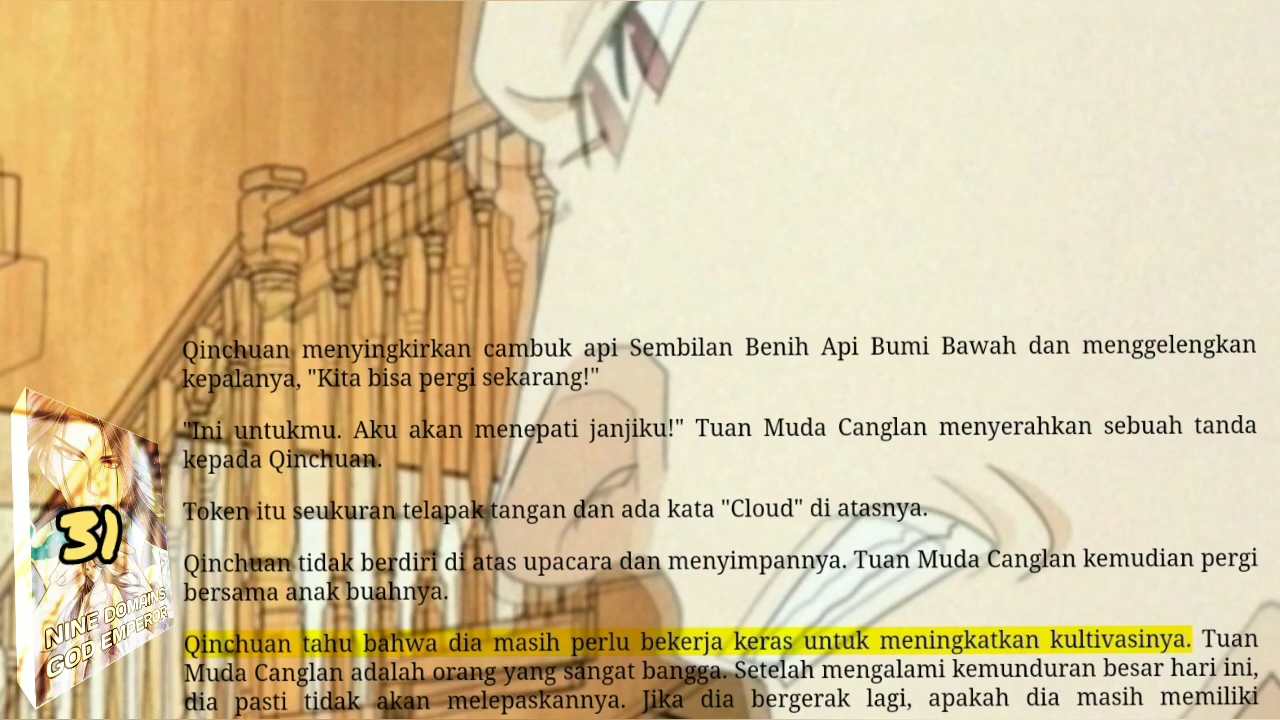 Qinchuan menyingkirkan cambuk api Sembilan Benih Api Bumi Bawah dan menggelengkan
kepalanya, "Kita bisa pergi sekarang!"
"Ini untukmu. Aku akan menepati janjiku!" Tuan Muda Canglan menyerahkan sebuah tanda
kepada Qinchuan.
Token itu seukuran telapak tangan dan ada kata "Cloud" di atasnya.
Qinchuan tidak berdiri di atas upacara dan menyimpannya. Tuan Muda Canglan kemudian pergi
bersama anak buahnya.
Qinchuan tahu bahwa dia masih perlu bekerja keras untuk meningkatkan kultivasinya. Tuan
Muda Canglan adalah orang yang sangat bangga. Setelah mengalami kemunduran besar hari ini,
dia pasti tidak akan melepaskannya. Jika dia bergerak lagi, apakah dia masih memiliki
31
NINE DOMAINS
GOD EMPEROR